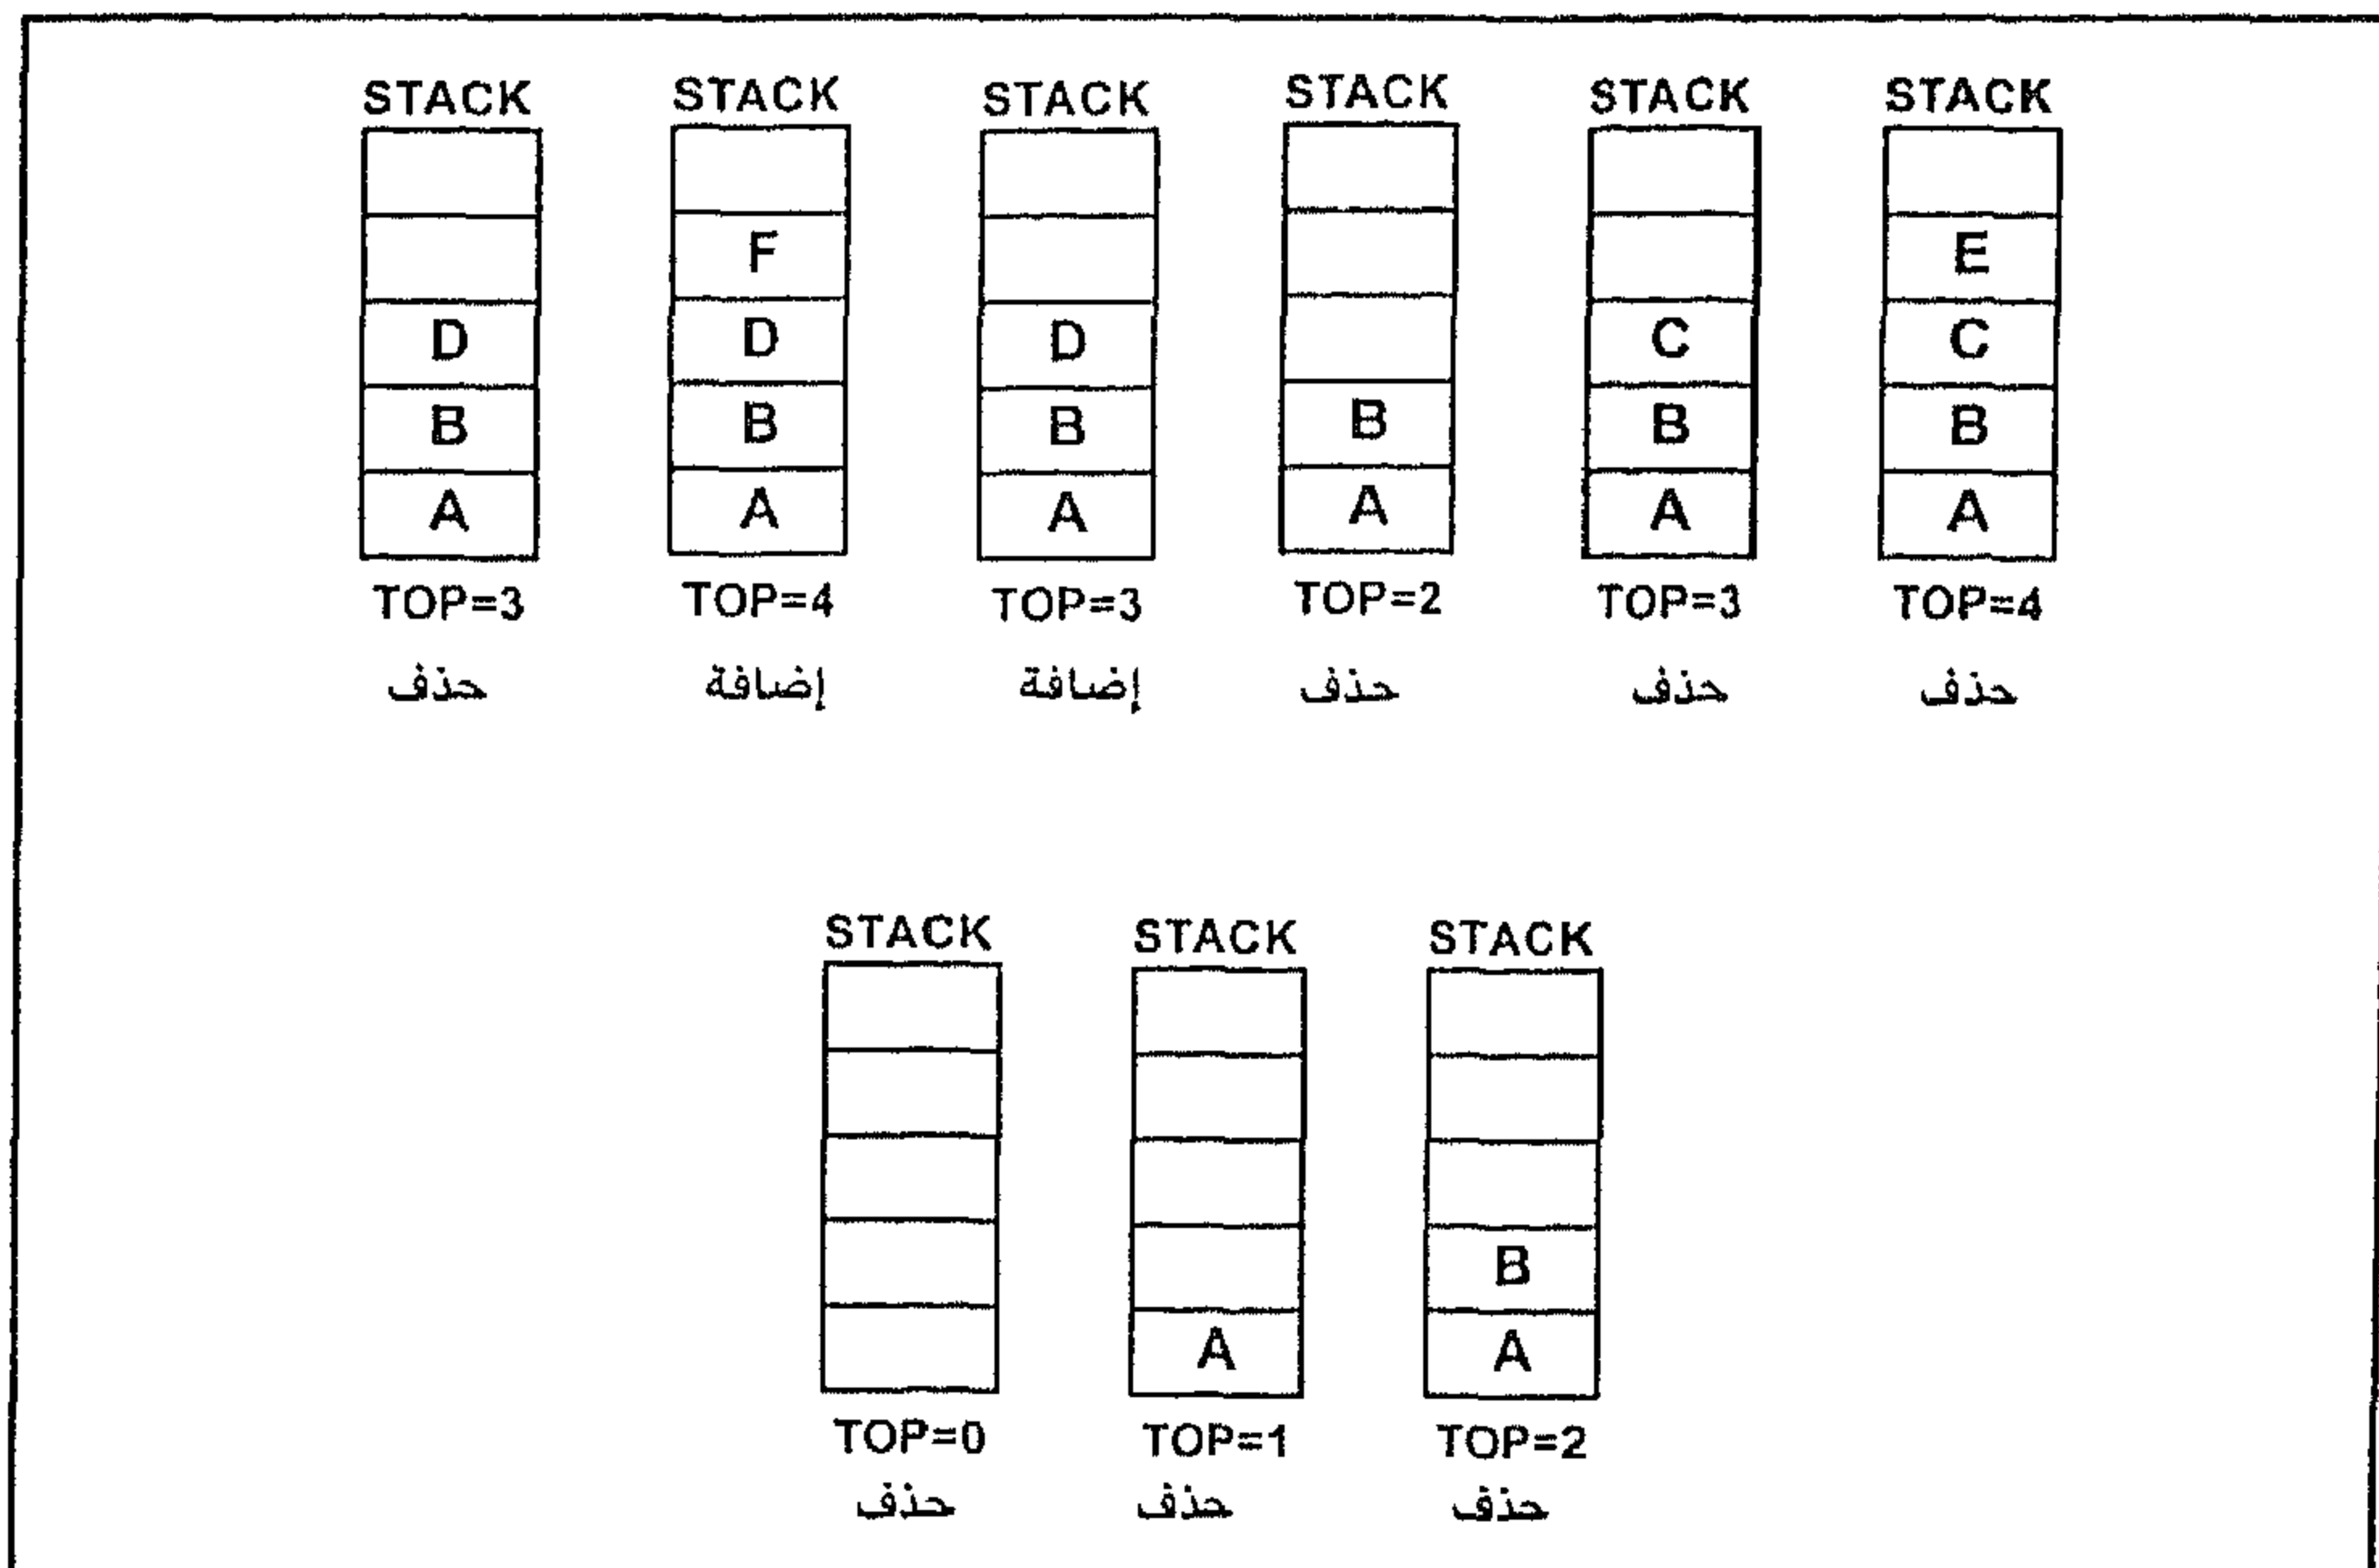 STACK STACK STACK STACK STACK STACK
F E
D D D C C
B B B B B B
A A A A A A
TOP=3 TOP=4 TOP=3 TOP=2 TOP=3 TOP=4
حذف إضافة إضافة حذف حذف حذف
STACK STACK STACK
B
A A
TOP=0 TOP=1 TOP=2
حذف حذف حذف